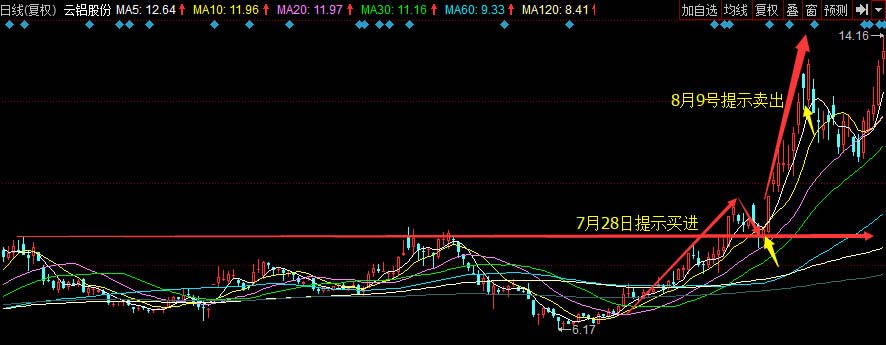 日线(复权) 云铝股份 MA5: 12.64 MA10: 11.96 MA20: 11.97 MA30: 11.16 MA60: 9.33 MA120: 8.41 加自选 均线 复权 叠 窗 预测
14.16
8月9号提示卖出
7月28日提示买进
6.17